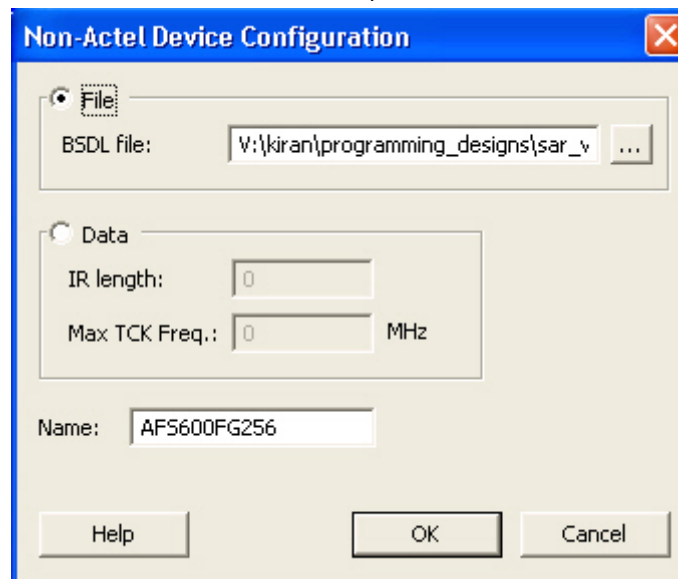 Non-Actel Device Configuration
File
BSDL file: V:\kiran\programming_designs\sar_v ...
Data
IR length: 0
Max TCK Freq.: 0 MHz
Name: AFS600FG256
Help OK Cancel